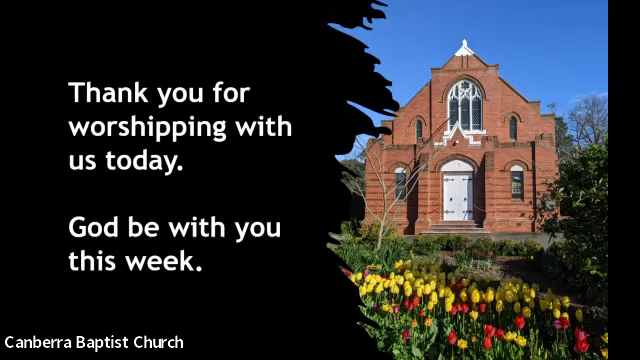 Thank you for
worshipping with
us today.
God be with you
this week.
Canberra Baptist Church